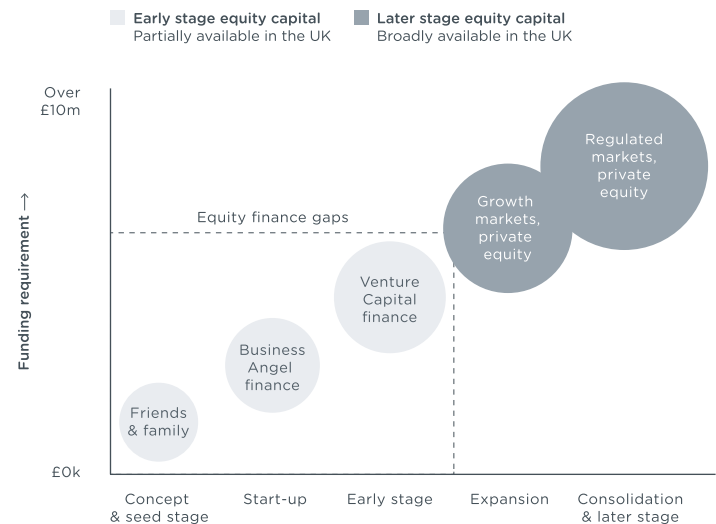 Early stage equity capital
Partially available in the UK
Later stage equity capital
Broadly available in the UK
Over
£10m
Funding requirement →
£0k
Equity finance gaps
Friends
& family
Business
Angel
finance
Venture
Capital
finance
Growth
markets,
private
equity
Regulated
markets,
private
equity
Concept
& seed stage
Start-up
Early stage
Expansion
Consolidation
& later stage